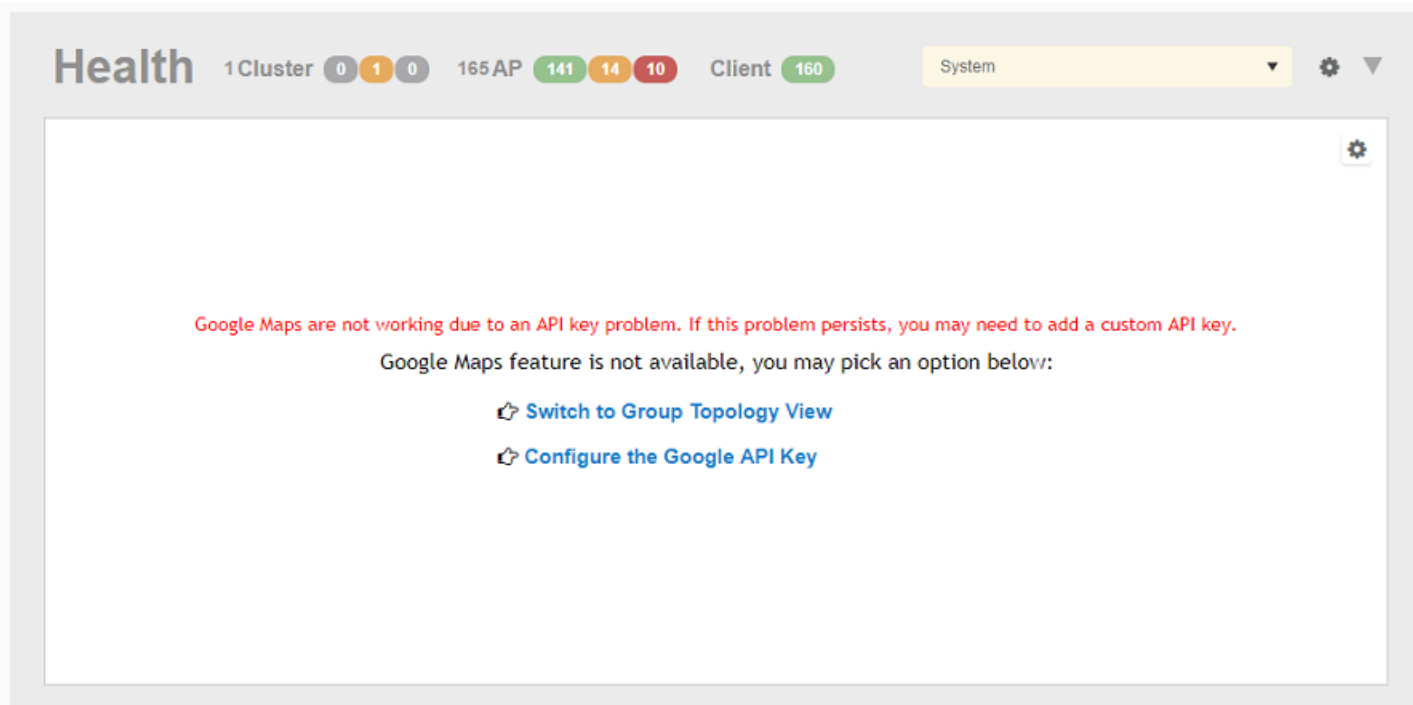 Health 1 Cluster 0 1 0 165 AP 141 14 10 Client 160 System
Google Maps are not working due to an API key problem. If this problem persists, you may need to add a custom API key.
Google Maps feature is not available, you may pick an option below:
Switch to Group Topology View
Configure the Google API Key